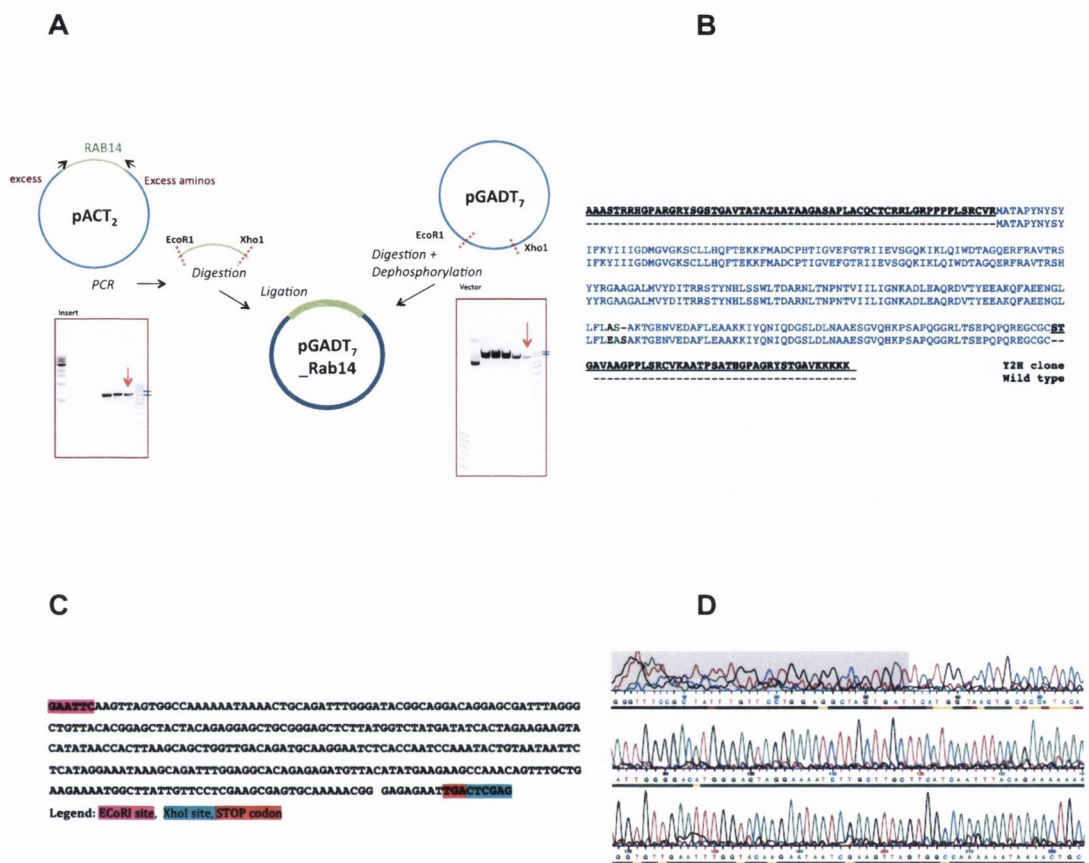 A
B
RAB14
excess
Excess aminos
pACT2
pGADT7
EcoR1
Xho1
EcoR1
Xho1
Digestion
Digestion +
Dephosphorylation
PCR
Ligation
Insert
Vector
pGADT7
_Rab14
AAASTRRHGPARGRYSGSTGAVTATATAATAAGASAPLACQCTCRRLGRPPPPLSRCVRMATAPYNYSY
-----------------------------------------------------------MATAPYNYSY
IFKYIIIGDMGVGKSCLLHQFTEKKFMADCPHTIGVEFGTRIIEVSGQKIKLQIWDTAGQERFRAVTRS
IFKYIIIGDMGVGKSCLLHQFTEKKFMADCPTIGVEFGTRIIEVSGQKIKLQIWDTAGQERFRAVTRSH
YYRGAAGALMVYDITRRSTYNHLSSWLTDARNLTNPNTVIILIGNKADLEAQRDVTYEEAKQFAEENGL
YYRGAAGALMVYDITRRSTYNHLSSWLTDARNLTNPNTVIILIGNKADLEAQRDVTYEEAKQFAEENGL
LFLAS-AKTGENVEDAFLEAAKKIYQNIQDGSLDLNAAESGVQHKPSAPQGGRLTSEPQPQREGCGCST
LFLEASAKTGENVEDAFLEAAKKIYQNIQDGSLDLNAAESGVQHKPSAPQGGRLTSEPQPQREGCGC--
GAVAAGPPLSRCVKAATPSATHGPAGRYSTGAVKKKKK Y2H clone
--------------------------------------Wild type
C
D
GAATTCAAGTTAGTGGCCAAAAAATAAAACTGCAGATTTGGGATACGGCAGGACAGGAGCGATTTAGGG
CTGTTACACGGAGCTACTACAGAGGAGCTGCGGGAGCTCTTATGGTCTATGATATCACTAGAAGAAGTA
CATATAACCACTTAAGCAGCTGGTTGACAGATGCAAGGAATCTCACCAATCCAAATACTGTAATAATTC
TCATAGGAAATAAAGCAGATTTGGAGGCACAGAGAGATGTTACATATGAAGAAGCCAAACAGTTTGCTG
AAGAAAATGGCTTATTGTTCCTCGAAGCGAGTGCAAAAACGG GAGAGAATTGACTCGAG
Legend: ECoRI site, XhoI site, STOP codon